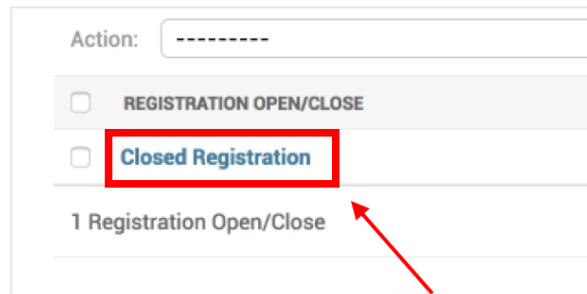 Action: ---------
REGISTRATION OPEN/CLOSE
Closed Registration
1 Registration Open/Close